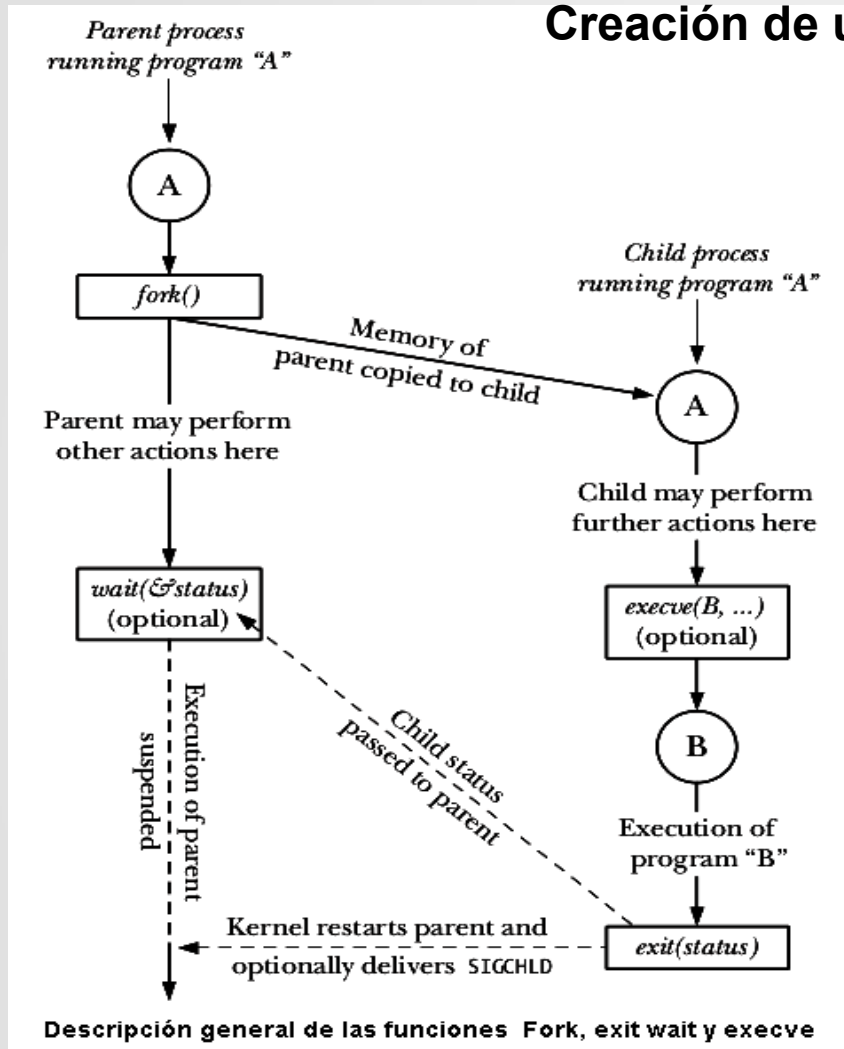 Creación de u
Parent process
running program “A”
A
fork()
Child process
running program “A”
Memory of
parent copied to child
A
Parent may perform
other actions here
Child may perform
further actions here
wait(&status)
(optional)
execve(B, ...)
(optional)
Execution of parent
suspended
Child status
passed to parent
B
Execution of
program “B”
Kernel restarts parent and
optionally delivers SIGCHLD
exit(status)
Descripción general de las funciones Fork, exit wait y execve